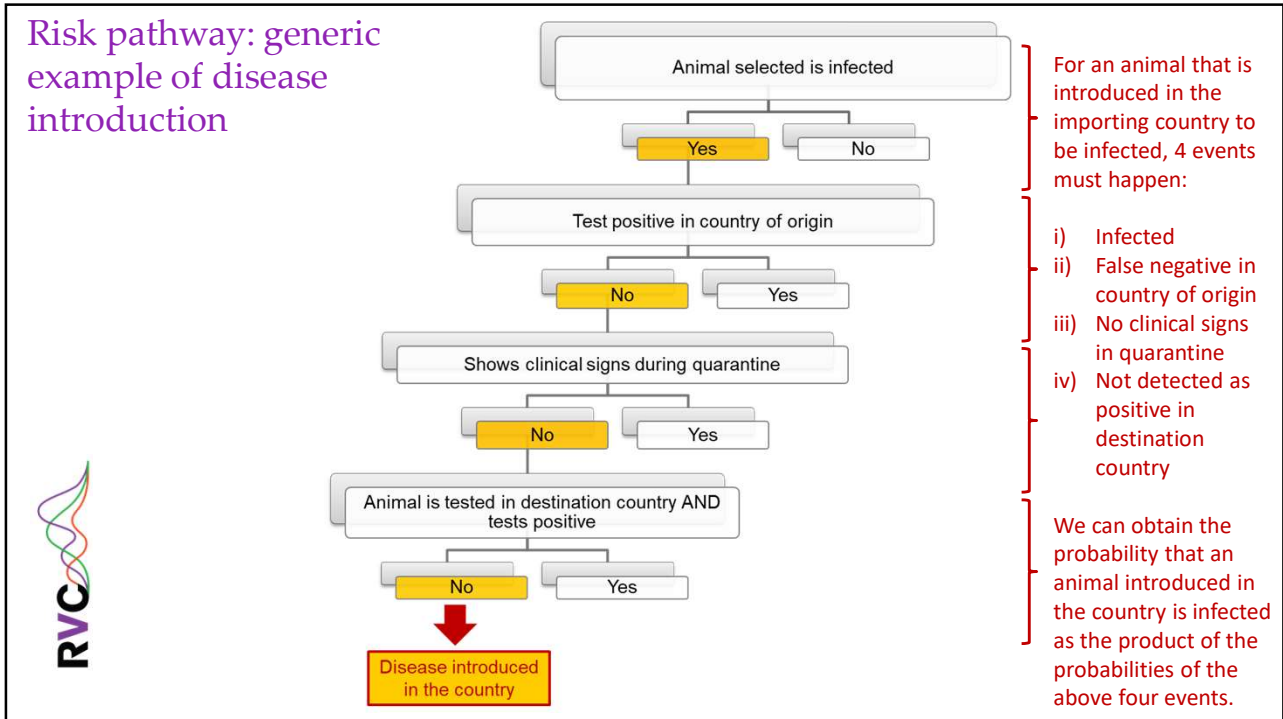 Risk pathway: generic
example of disease
introduction
Animal selected is infected
Yes
No
Test positive in country of origin
No
Yes
Shows clinical signs during quarantine
No
Yes
Animal is tested in destination country AND
tests positive
No
Yes
Disease introduced
in the country
For an animal that is
introduced in the
importing country to
be infected, 4 events
must happen:
i) Infected
ii) False negative in
country of origin
iii) No clinical signs
in quarantine
iv) Not detected as
positive in
destination
country
We can obtain the
probability that an
animal introduced in
the country is infected
as the product of the
probabilities of the
above four events.
RVC